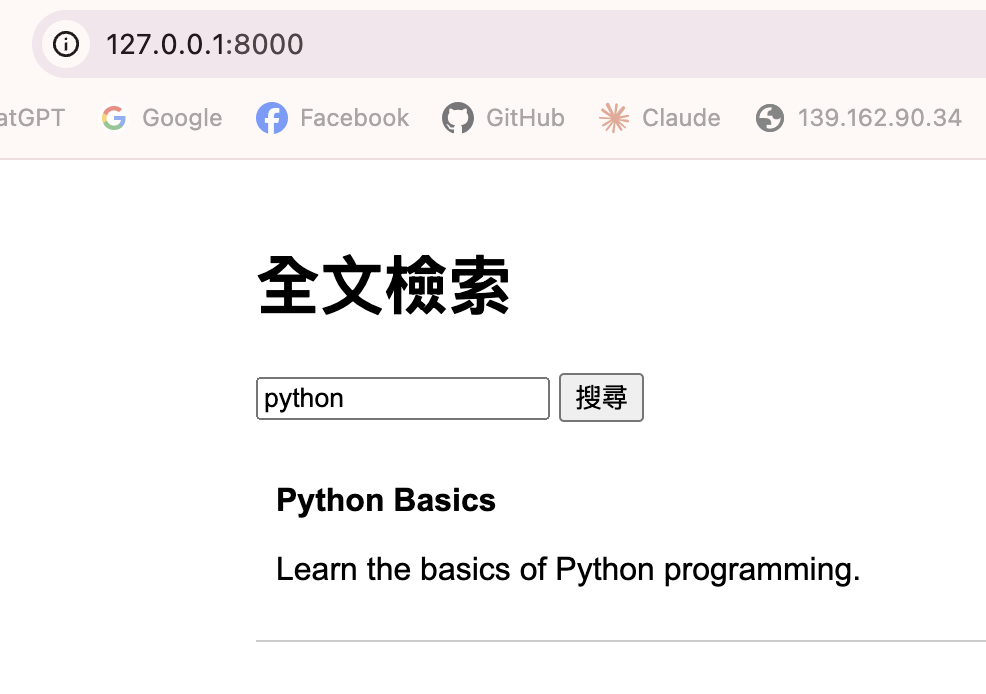 127.0.0.1:8000
atGPT Google Facebook GitHub Claude 139.162.90.34
全文檢索
python 搜尋
Python Basics
Learn the basics of Python programming.